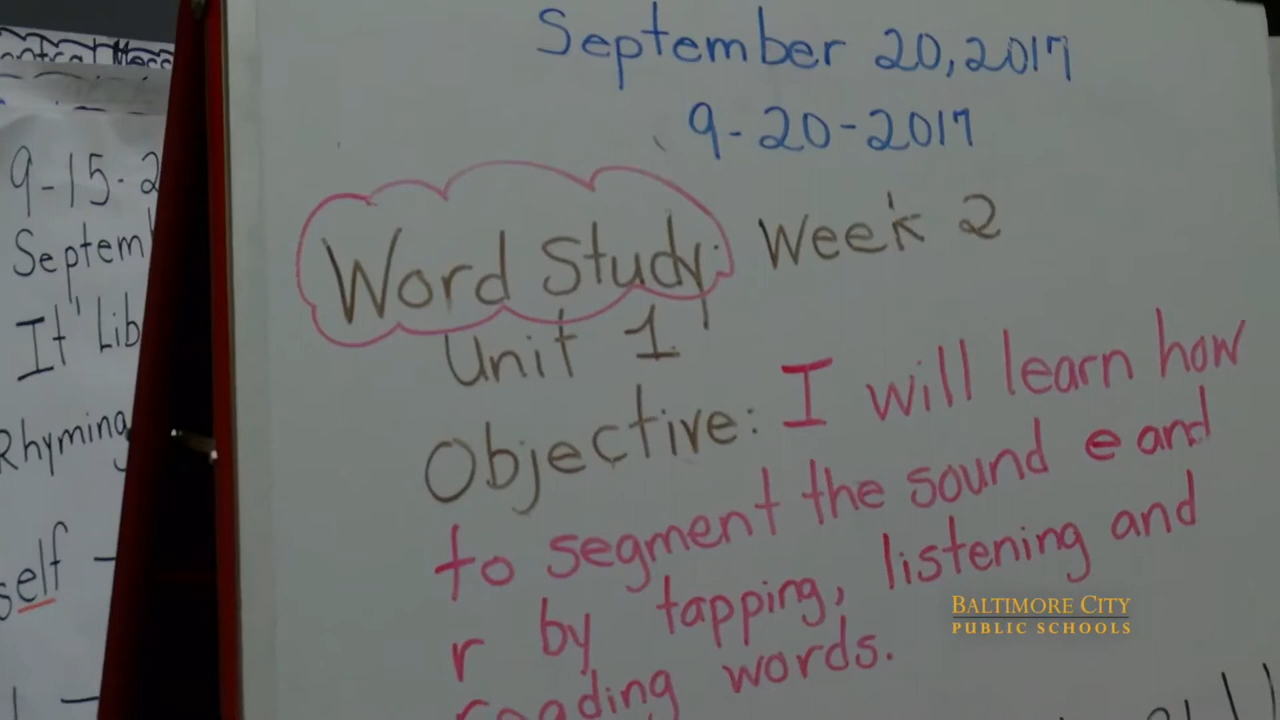 September 20, 2017
9-20-2017
Word Study: Week 2
Unit 1
Objective: I will learn how
to segment the sound e and
r by tapping, listening and
reading words.
9-15-2
Septem
It Lib
Rhyming
self -
BALTIMORE CITY
PUBLIC SCHOOLS